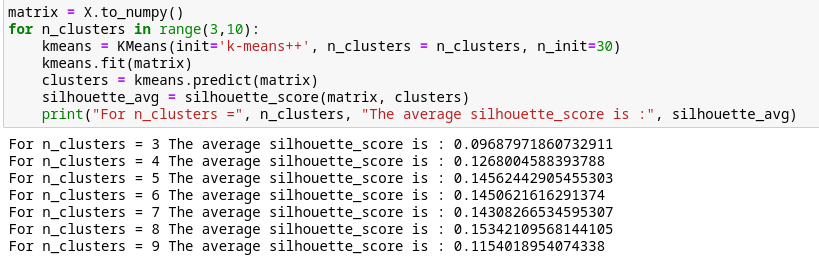 matrix = X.to_numpy()
for n_clusters in range(3,10):
    kmeans = KMeans(init='k-means++', n_clusters = n_clusters, n_init=30)
    kmeans.fit(matrix)
    clusters = kmeans.predict(matrix)
    silhouette_avg = silhouette_score(matrix, clusters)
    print("For n_clusters =", n_clusters, "The average silhouette_score is :", silhouette_avg)
For n_clusters = 3 The average silhouette_score is : 0.09687971860732911
For n_clusters = 4 The average silhouette_score is : 0.1268004588393788
For n_clusters = 5 The average silhouette_score is : 0.14562442905455303
For n_clusters = 6 The average silhouette_score is : 0.1450621616291374
For n_clusters = 7 The average silhouette_score is : 0.14308266534595307
For n_clusters = 8 The average silhouette_score is : 0.15342109568144105
For n_clusters = 9 The average silhouette_score is : 0.1154018954074338